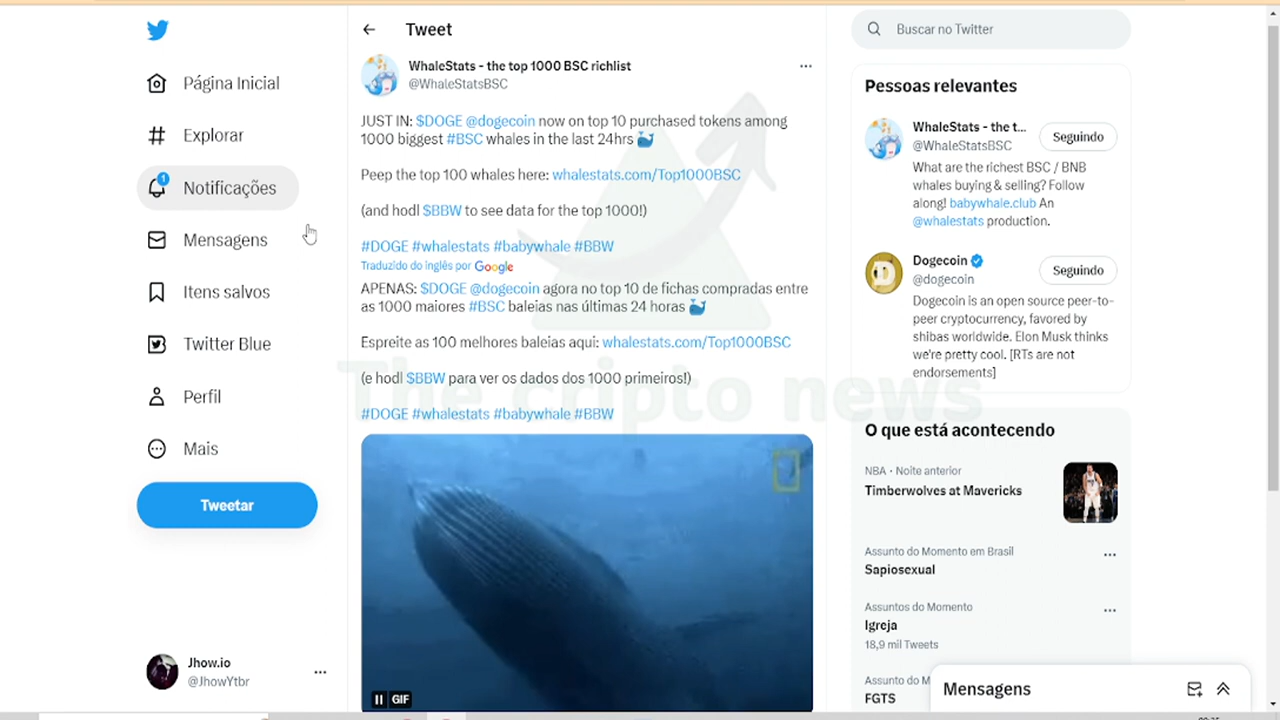 Página Inicial
Explorar
1
Notificações
Mensagens
Itens salvos
Twitter Blue
Perfil
Mais
Tweetar
Jhow.io
@JhowYtbr
Tweet
WhaleStats - the top 1000 BSC richlist
@WhaleStatsBSC
JUST IN: $DOGE @dogecoin now on top 10 purchased tokens among
1000 biggest #BSC whales in the last 24hrs 🐳
Peep the top 100 whales here: whalestats.com/Top1000BSC
(and hodl $BBW to see data for the top 1000!)
#DOGE #whalestats #babywhale #BBW
Traduzido do inglês por Google
APENAS: $DOGE @dogecoin agora no top 10 de fichas compradas entre
as 1000 maiores #BSC baleias nas últimas 24 horas 🐳
Espreite as 100 melhores baleias aqui: whalestats.com/Top1000BSC
(e hodl $BBW para ver os dados dos 1000 primeiros!)
#DOGE #whalestats #babywhale #BBW
GIF
The cripto news
Buscar no Twitter
Pessoas relevantes
WhaleStats - the t...
@WhaleStatsBSC
Seguindo
What are the richest BSC / BNB
whales buying & selling? Follow
along! babywhale.club An
@whalestats production.
Dogecoin
@dogecoin
Seguindo
Dogecoin is an open source peer-to-
peer cryptocurrency, favored by
shibas worldwide. Elon Musk thinks
we're pretty cool. [RTs are not
endorsements]
O que está acontecendo
NBA · Noite anterior
Timberwolves at Mavericks
Assunto do Momento em Brasil
Sapiosexual
Assuntos do Momento
Igreja
18,9 mil Tweets
Assunto do M
FGTS
Mensagens